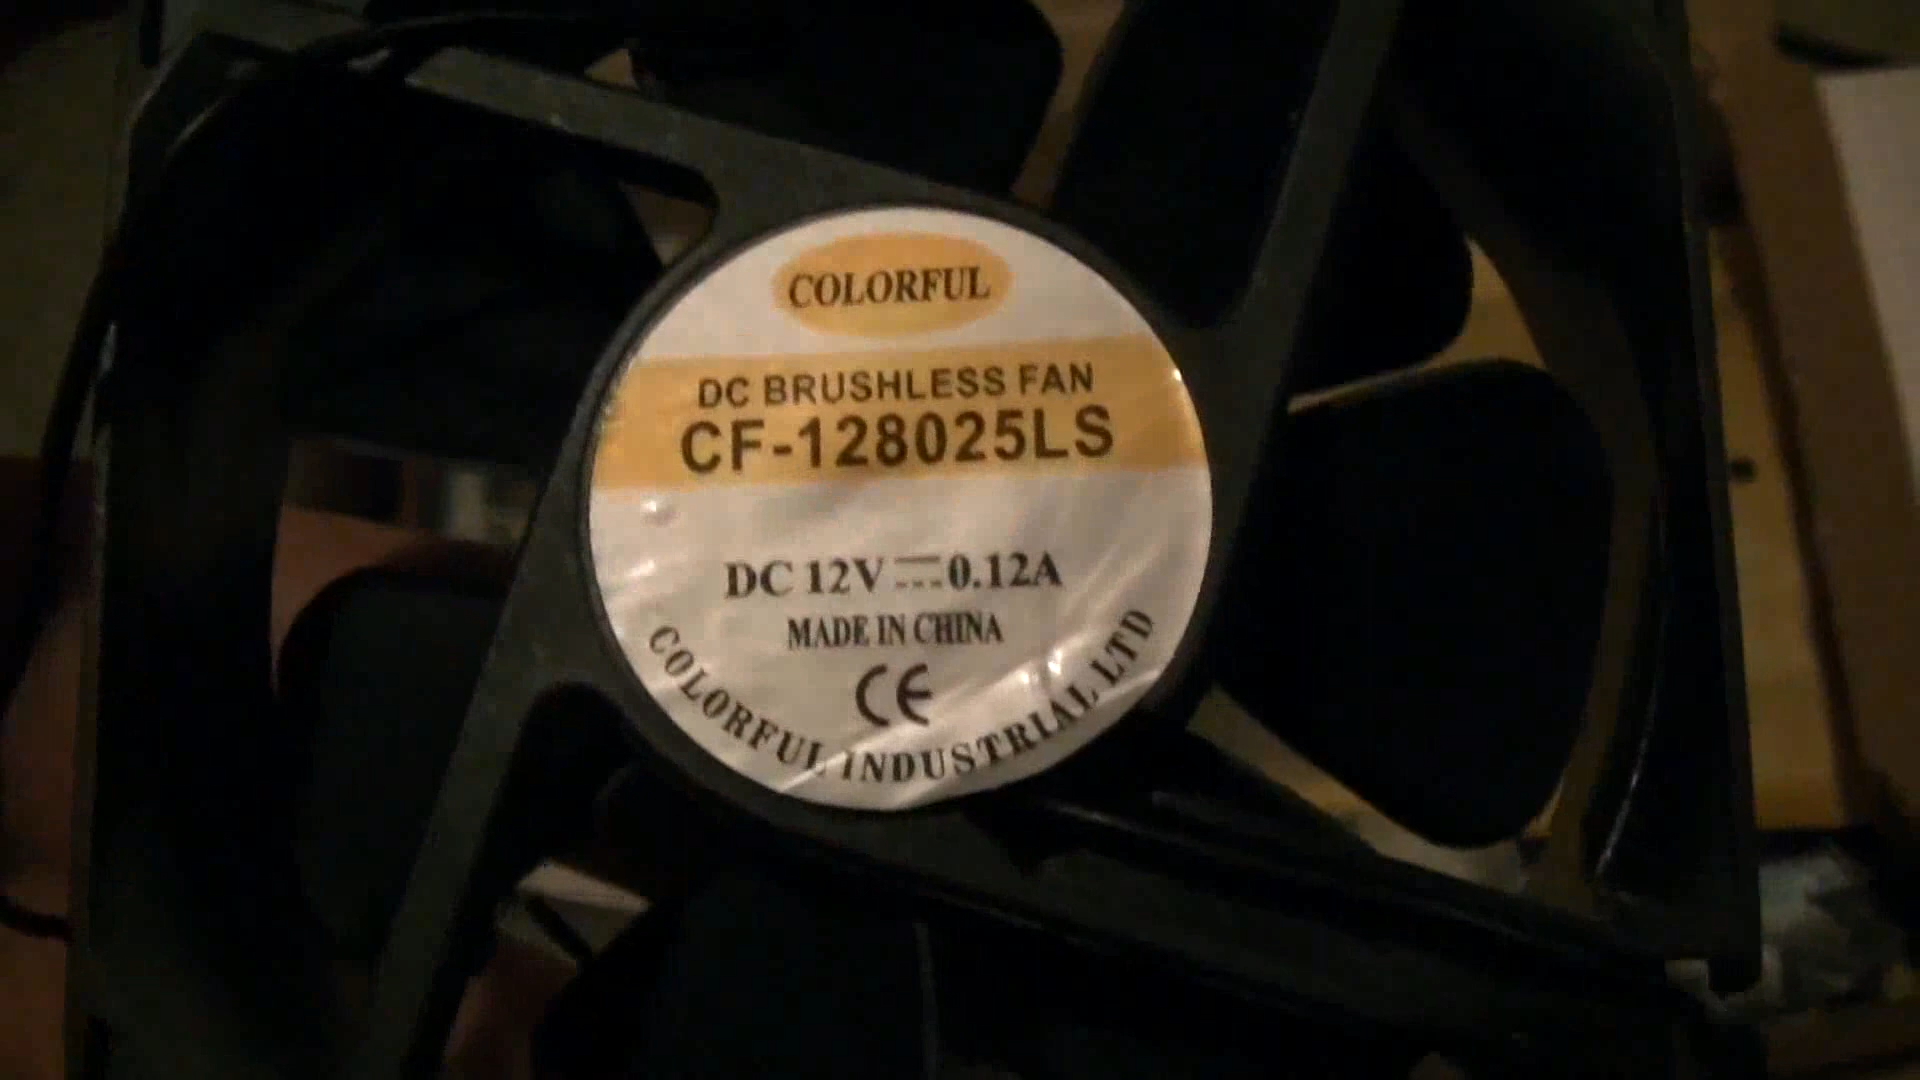 COLORFUL
DC BRUSHLESS FAN
CF-128025LS
DC 12V ⎓ 0.12A
MADE IN CHINA
CE
COLORFUL INDUSTRIAL LTD